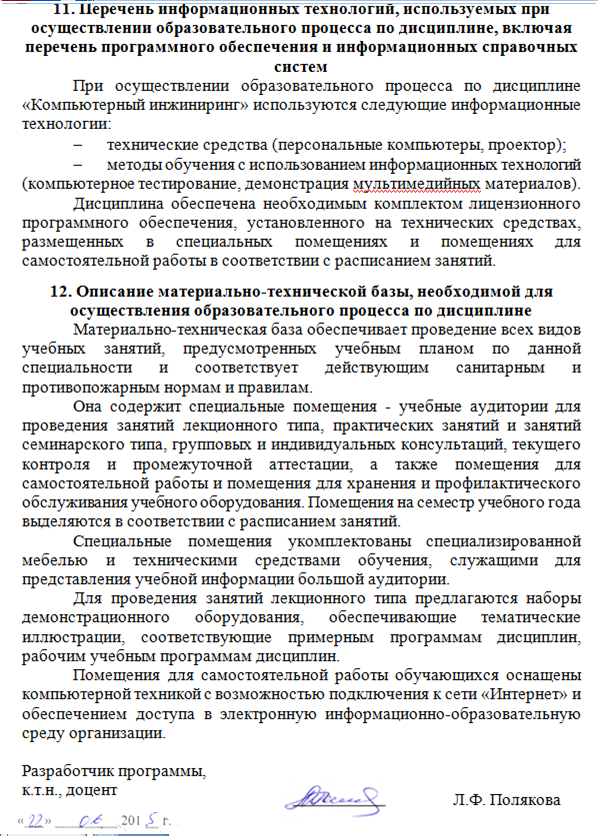 11. Перечень информационных технологий, используемых при
осуществлении образовательного процесса по дисциплине, включая
перечень программного обеспечения и информационных справочных
систем
При осуществлении образовательного процесса по дисциплине
«Компьютерный инжиниринг» используются следующие информационные
технологии:
– технические средства (персональные компьютеры, проектор);
– методы обучения с использованием информационных технологий
(компьютерное тестирование, демонстрация мультимедийных материалов).
Дисциплина обеспечена необходимым комплектом лицензионного
программного обеспечения, установленного на технических средствах,
размещенных в специальных помещениях и помещениях для
самостоятельной работы в соответствии с расписанием занятий.
12. Описание материально-технической базы, необходимой для
осуществления образовательного процесса по дисциплине
Материально-техническая база обеспечивает проведение всех видов
учебных занятий, предусмотренных учебным планом по данной
специальности и соответствует действующим санитарным и
противопожарным нормам и правилам.
Она содержит специальные помещения - учебные аудитории для
проведения занятий лекционного типа, практических занятий и занятий
семинарского типа, групповых и индивидуальных консультаций, текущего
контроля и промежуточной аттестации, а также помещения для
самостоятельной работы и помещения для хранения и профилактического
обслуживания учебного оборудования. Помещения на семестр учебного года
выделяются в соответствии с расписанием занятий.
Специальные помещения укомплектованы специализированной
мебелью и техническими средствами обучения, служащими для
представления учебной информации большой аудитории.
Для проведения занятий лекционного типа предлагаются наборы
демонстрационного оборудования, обеспечивающие тематические
иллюстрации, соответствующие примерным программам дисциплин,
рабочим учебным программам дисциплин.
Помещения для самостоятельной работы обучающихся оснащены
компьютерной техникой с возможностью подключения к сети «Интернет» и
обеспечением доступа в электронную информационно-образовательную
среду организации.
Разработчик программы,
к.т.н., доцент
Л.Ф. Полякова
«22» 06 2015 г.